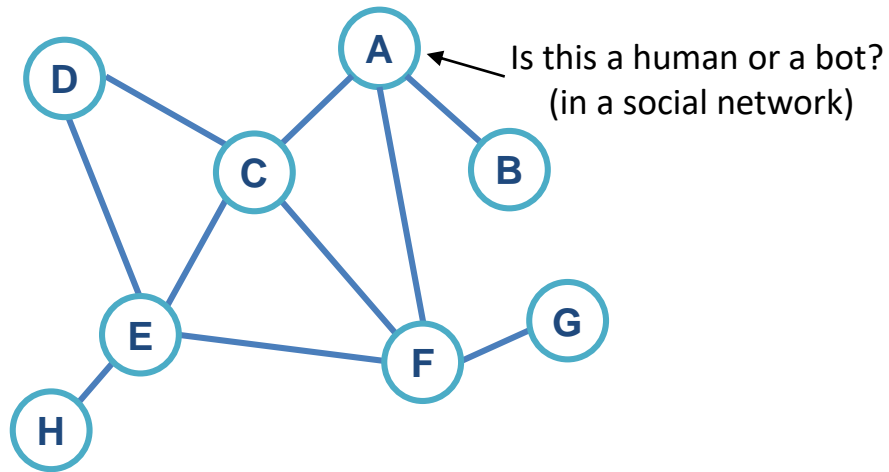 A
Is this a human or a bot?
(in a social network)
D
C
B
E
F
G
H